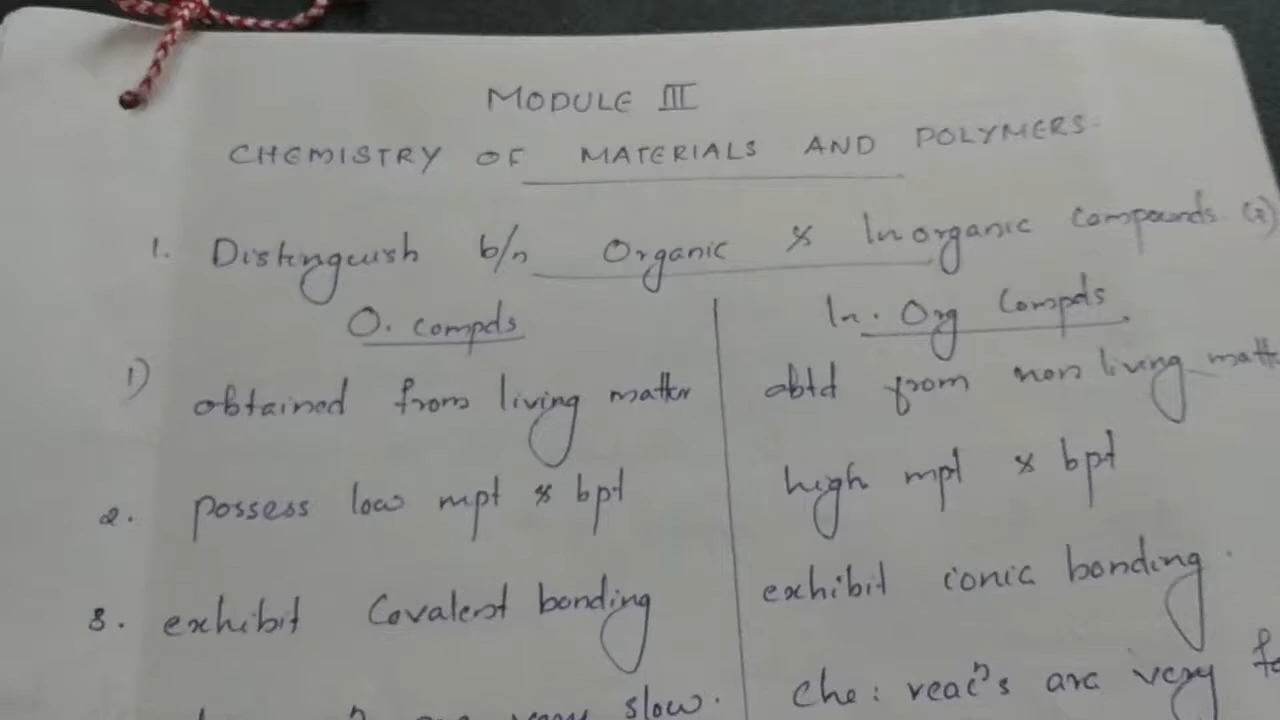 MODULE III
CHEMISTRY OF MATERIALS AND POLYMERS.
1. Distinguish b/n Organic & Inorganic compounds
O. compds
In. Org Compds
1) obtained from living matter
obtd from non living
2. possess low mpt & bpt
high mpt & bpt
3. exhibit Covalent bonding
exhibit ionic bonding.
slow.
che: reacns are very